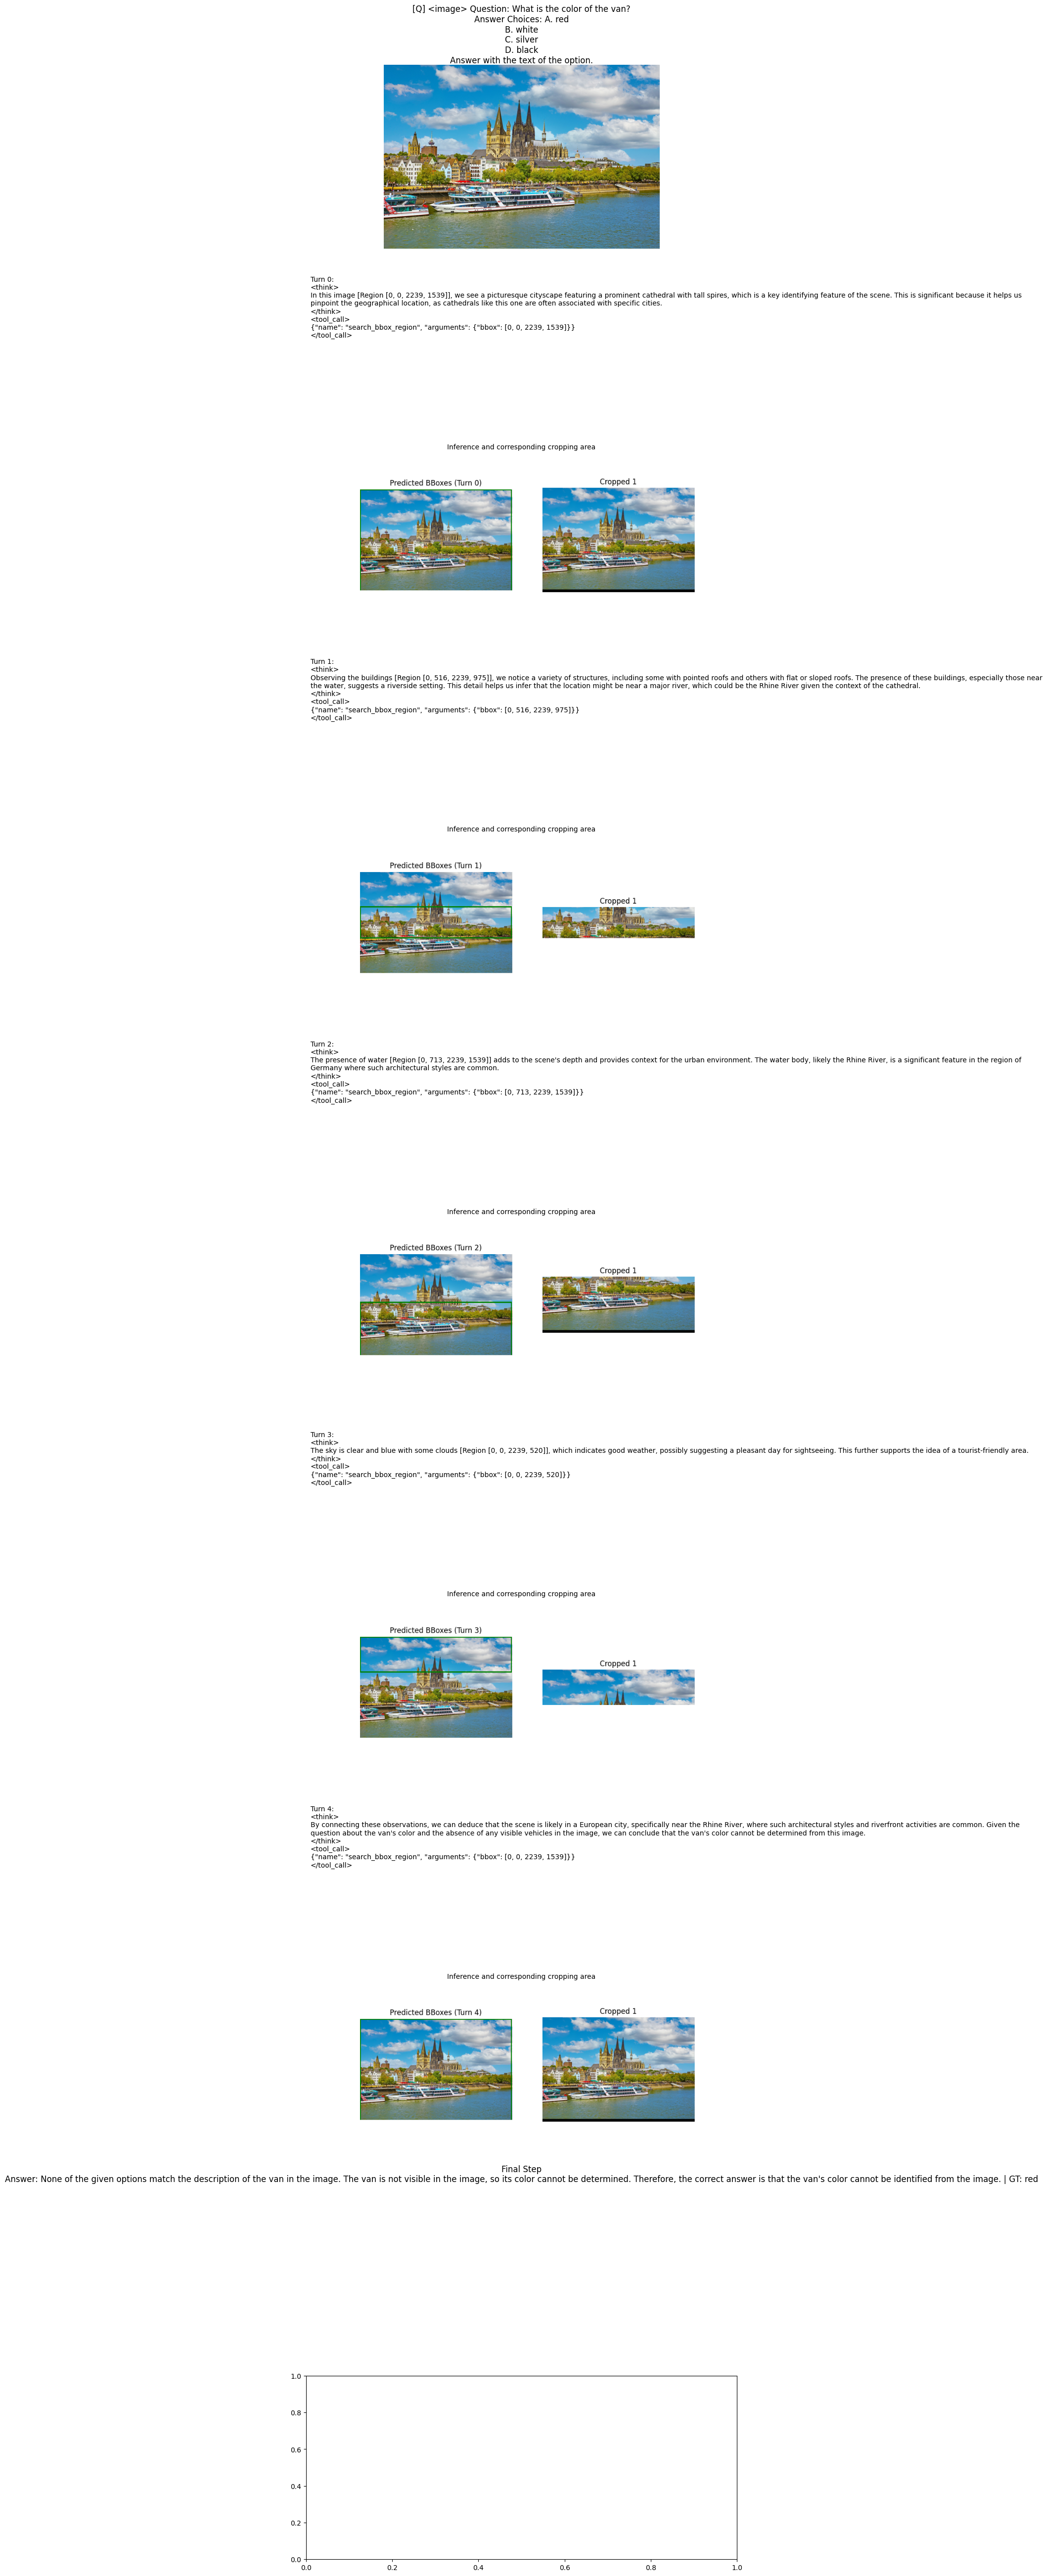 [Q] <image> Question: What is the color of the van?
Answer Choices: A. red
B. white
C. silver
D. black
Answer with the text of the option.
Turn 0:
<think>
In this image [Region [0, 0, 2239, 1539]], we see a picturesque cityscape featuring a prominent cathedral with tall spires, which is a key identifying feature of the scene. This is significant because it helps us
pinpoint the geographical location, as cathedrals like this one are often associated with specific cities.
</think>
<tool_call>
{"name": "search_bbox_region", "arguments": {"bbox": [0, 0, 2239, 1539]}}
</tool_call>
Inference and corresponding cropping area
Predicted BBoxes (Turn 0)
Cropped 1
Turn 1:
<think>
Observing the buildings [Region [0, 516, 2239, 975]], we notice a variety of structures, including some with pointed roofs and others with flat or sloped roofs. The presence of these buildings, especially those near
the water, suggests a riverside setting. This detail helps us infer that the location might be near a major river, which could be the Rhine River given the context of the cathedral.
</think>
<tool_call>
{"name": "search_bbox_region", "arguments": {"bbox": [0, 516, 2239, 975]}}
</tool_call>
Inference and corresponding cropping area
Predicted BBoxes (Turn 1)
Cropped 1
Turn 2:
<think>
The presence of water [Region [0, 713, 2239, 1539]] adds to the scene's depth and provides context for the urban environment. The water body, likely the Rhine River, is a significant feature in the region of
Germany where such architectural styles are common.
</think>
<tool_call>
{"name": "search_bbox_region", "arguments": {"bbox": [0, 713, 2239, 1539]}}
</tool_call>
Inference and corresponding cropping area
Predicted BBoxes (Turn 2)
Cropped 1
Turn 3:
<think>
The sky is clear and blue with some clouds [Region [0, 0, 2239, 520]], which indicates good weather, possibly suggesting a pleasant day for sightseeing. This further supports the idea of a tourist-friendly area.
</think>
<tool_call>
{"name": "search_bbox_region", "arguments": {"bbox": [0, 0, 2239, 520]}}
</tool_call>
Inference and corresponding cropping area
Predicted BBoxes (Turn 3)
Cropped 1
Turn 4:
<think>
By connecting these observations, we can deduce that the scene is likely in a European city, specifically near the Rhine River, where such architectural styles and riverfront activities are common. Given the
question about the van's color and the absence of any visible vehicles in the image, we can conclude that the van's color cannot be determined from this image.
</think>
<tool_call>
{"name": "search_bbox_region", "arguments": {"bbox": [0, 0, 2239, 1539]}}
</tool_call>
Inference and corresponding cropping area
Predicted BBoxes (Turn 4)
Cropped 1
Final Step
Answer: None of the given options match the description of the van in the image. The van is not visible in the image, so its color cannot be determined. Therefore, the correct answer is that the van's color cannot be identified from the image. | GT: red
1.0
0.8
0.6
0.4
0.2
0.0
0.0 0.2 0.4 0.6 0.8 1.0